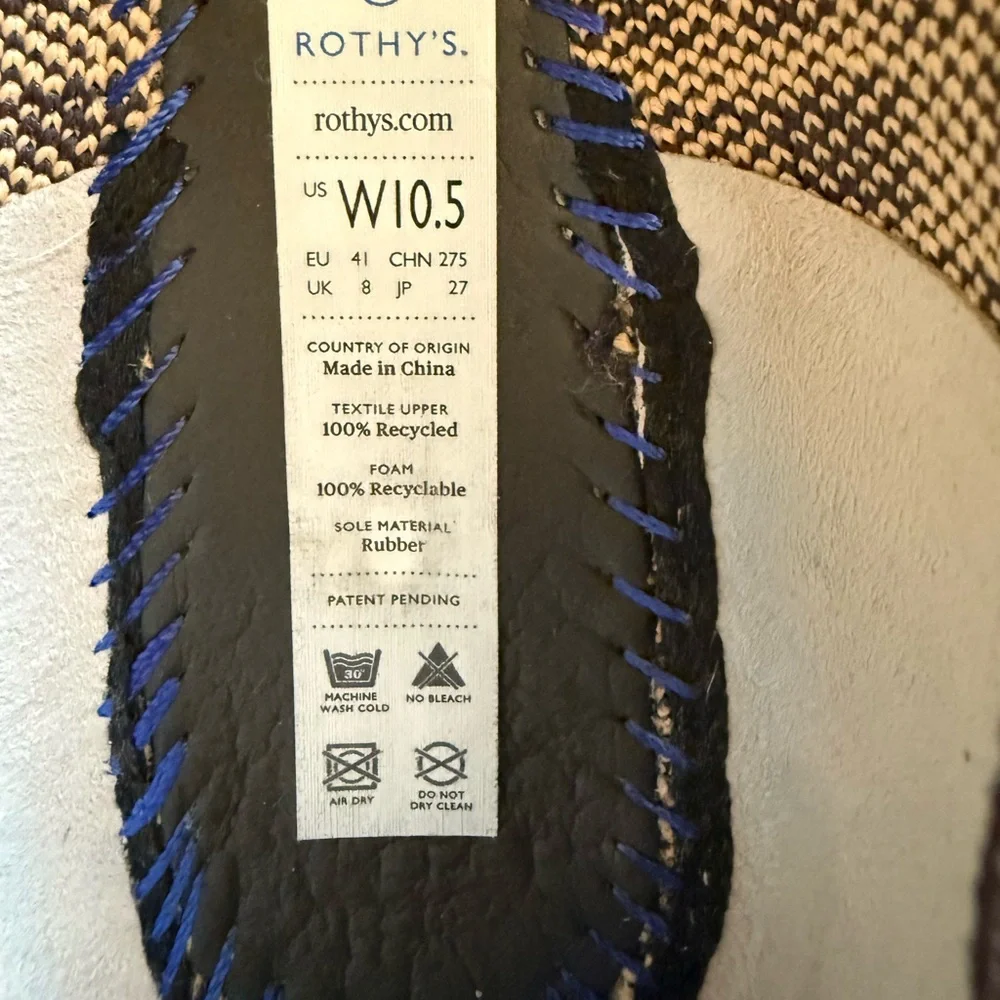 ROTHY'S.
rothys.com
US W10.5
EU 41 CHN 275
UK 8 JP 27
COUNTRY OF ORIGIN
Made in China
TEXTILE UPPER
100% Recycled
FOAM
100% Recyclable
SOLE MATERIAL
Rubber
PATENT PENDING
30°
MACHINE
WASH COLD
NO BLEACH
AIR DRY
DO NOT
DRY CLEAN